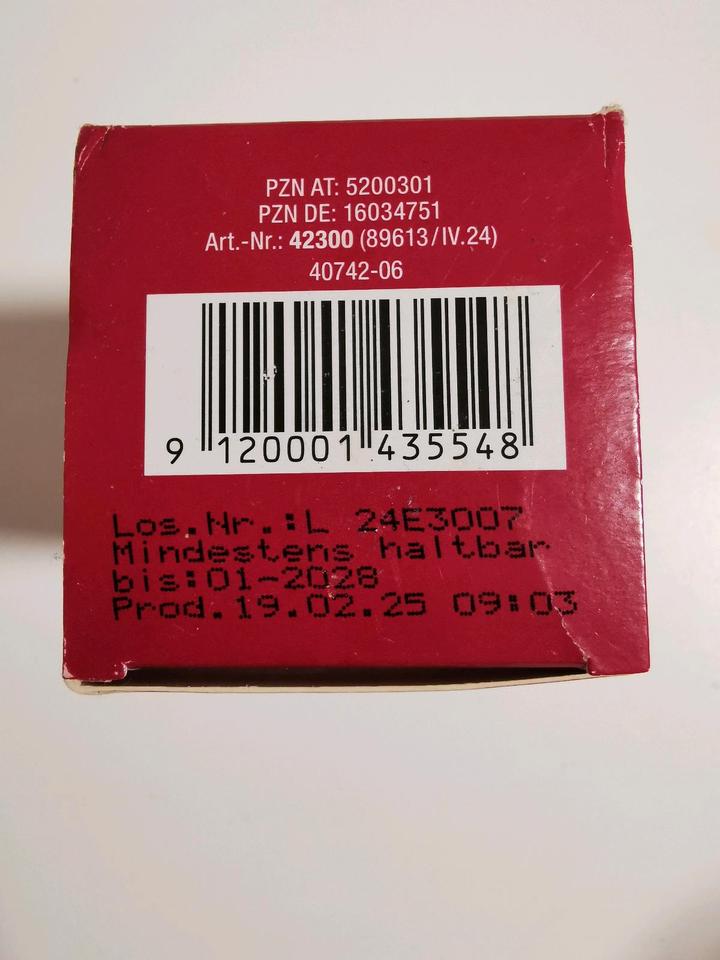 PZN AT: 5200301
PZN DE: 16034751
Art.-Nr.: 42300 (89613/IV.24)
40742-06
9 120001 435548
Los.Nr.:L 24E3007
Mindestens haltbar
bis:01-2028
Prod.19.02.25 09:03